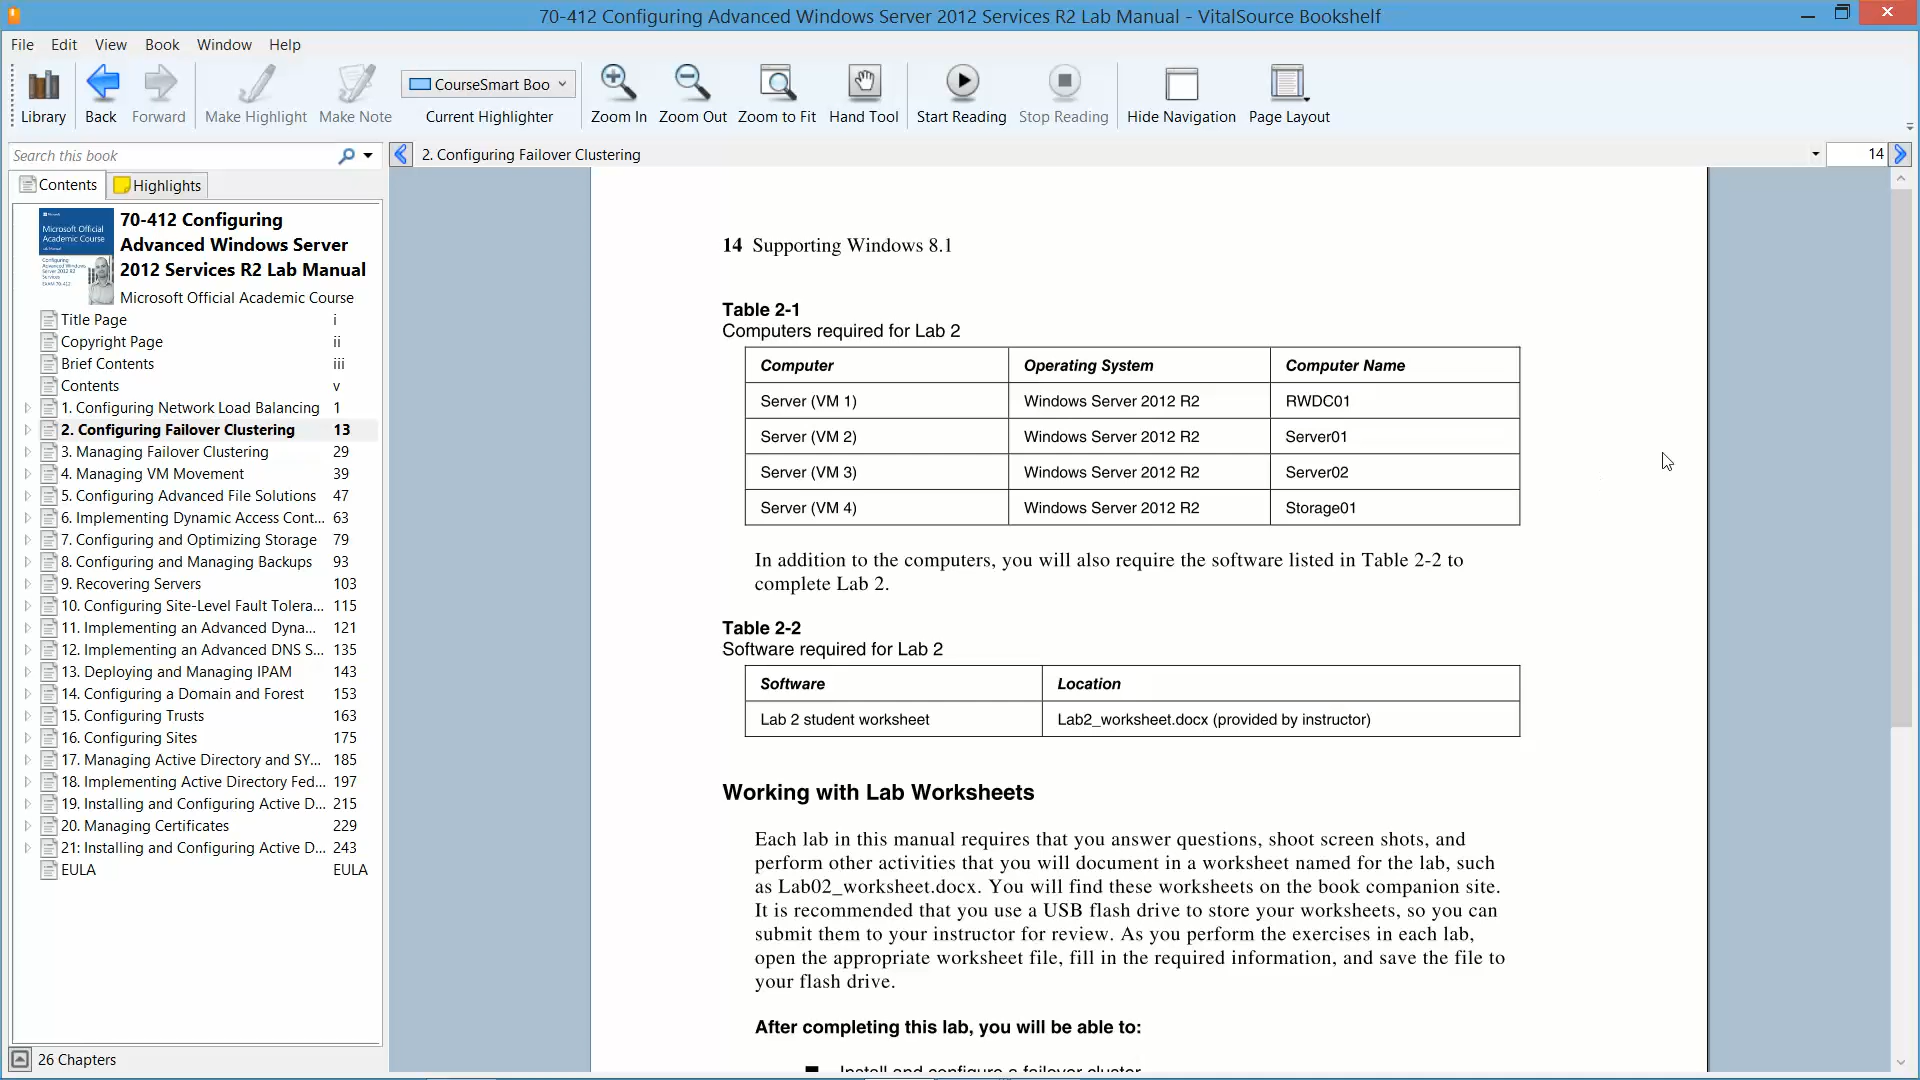 70-412 Configuring Advanced Windows Server 2012 Services R2 Lab Manual - VitalSource Bookshelf
File Edit View Book Window Help
Library Back Forward Make Highlight Make Note CourseSmart Boo Current Highlighter Zoom In Zoom Out Zoom to Fit Hand Tool Start Reading Stop Reading Hide Navigation Page Layout
Search this book
2. Configuring Failover Clustering 14
Contents Highlights
Microsoft Official
Academic Course
70-412 Configuring
Advanced Windows Server
2012 Services R2 Lab Manual
Microsoft Official Academic Course
Title Page i
Copyright Page ii
Brief Contents iii
Contents v
1. Configuring Network Load Balancing 1
2. Configuring Failover Clustering 13
3. Managing Failover Clustering 29
4. Managing VM Movement 39
5. Configuring Advanced File Solutions 47
6. Implementing Dynamic Access Cont... 63
7. Configuring and Optimizing Storage 79
8. Configuring and Managing Backups 93
9. Recovering Servers 103
10. Configuring Site-Level Fault Tolera... 115
11. Implementing an Advanced Dyna... 121
12. Implementing an Advanced DNS S... 135
13. Deploying and Managing IPAM 143
14. Configuring a Domain and Forest 153
15. Configuring Trusts 163
16. Configuring Sites 175
17. Managing Active Directory and SY... 185
18. Implementing Active Directory Fed... 197
19. Installing and Configuring Active D... 215
20. Managing Certificates 229
21: Installing and Configuring Active D... 243
EULA EULA
26 Chapters
14 Supporting Windows 8.1
Table 2-1
Computers required for Lab 2
Computer Operating System Computer Name
Server (VM 1) Windows Server 2012 R2 RWDC01
Server (VM 2) Windows Server 2012 R2 Server01
Server (VM 3) Windows Server 2012 R2 Server02
Server (VM 4) Windows Server 2012 R2 Storage01
In addition to the computers, you will also require the software listed in Table 2-2 to
complete Lab 2.
Table 2-2
Software required for Lab 2
Software Location
Lab 2 student worksheet Lab2_worksheet.docx (provided by instructor)
Working with Lab Worksheets
Each lab in this manual requires that you answer questions, shoot screen shots, and
perform other activities that you will document in a worksheet named for the lab, such
as Lab02_worksheet.docx. You will find these worksheets on the book companion site.
It is recommended that you use a USB flash drive to store your worksheets, so you can
submit them to your instructor for review. As you perform the exercises in each lab,
open the appropriate worksheet file, fill in the required information, and save the file to
your flash drive.
After completing this lab, you will be able to:
Install and configure a failover cluster